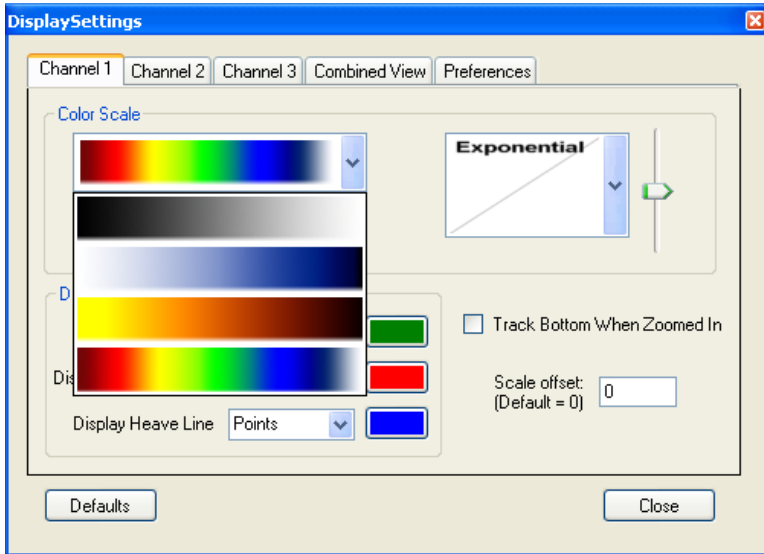 DisplaySettings
Channel 1 Channel 2 Channel 3 Combined View Preferences
Color Scale
Exponential
D
Track Bottom When Zoomed In
Dis
Scale offset:
(Default = 0) 0
Display Heave Line Points
Defaults Close